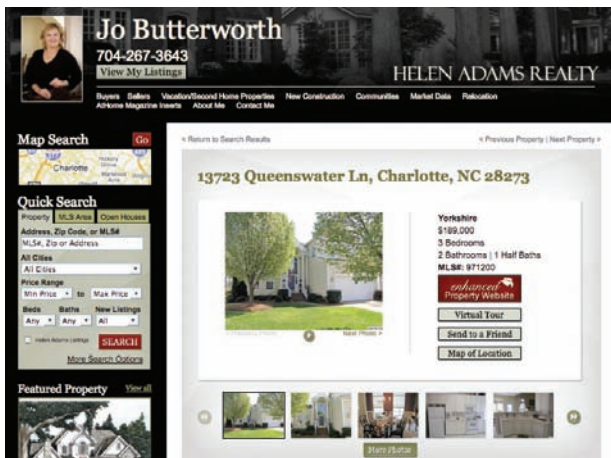 Jo Butterworth
704-267-3643
View My Listings
HELEN ADAMS REALTY
Buyers Sellers Vacation/Second Home Properties New Construction Communities Market Data Relocation
AtHome Magazine Inserts About Me Contact Me
Map Search Go
Charlotte
Quick Search
Property MLS Area Open Houses
Address, Zip Code, or MLS#
MLS#, Zip or Address
All Cities
All Cities
Price Range
Min Price to Max Price
Beds Baths New Listings
Any Any All
Helen Adams Listings SEARCH
More Search Options
Featured Property View all
< Return to Search Results < Previous Property | Next Property >
13723 Queenswater Ln, Charlotte, NC 28273
Yorkshire
$189,000
3 Bedrooms
2 Bathrooms | 1 Half Baths
MLS#: 971200
enhanced
Property Website
Virtual Tour
Send to a Friend
Map of Location
Next Photo >
More Photos